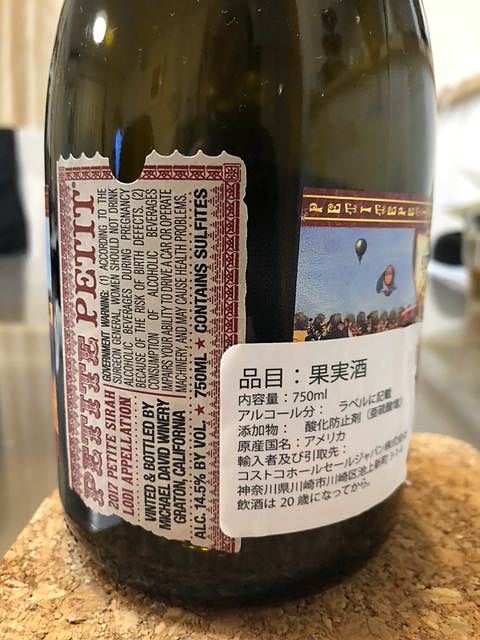 PETITE PETIT
2017 PETITE SIRAH
LODI APPELLATION
VINTED & BOTTLED BY
MICHAEL DAVID WINERY
GRATON, CALIFORNIA
ALC. 14.5% BY VOL. ★ 750ML ★ CONTAINS SULFITES
GOVERNMENT WARNING: (1) ACCORDING TO THE
SURGEON GENERAL, WOMEN SHOULD NOT DRINK
ALCOHOLIC BEVERAGES DURING PREGNANCY
BECAUSE OF THE RISK OF BIRTH DEFECTS. (2)
CONSUMPTION OF ALCOHOLIC BEVERAGES
IMPAIRS YOUR ABILITY TO DRIVE A CAR OR OPERATE
MACHINERY, AND MAY CAUSE HEALTH PROBLEMS.
PETITE PE
品目：果実酒
内容量：750ml
アルコール分： ラベルに記載
添加物： 酸化防止剤（亜硫酸塩）
原産国名：アメリカ
輸入者及び引取先：
コストコホールセールジャパン株式会社
神奈川県川崎市川崎区池上新町3-1-4
飲酒は20歳になってから。